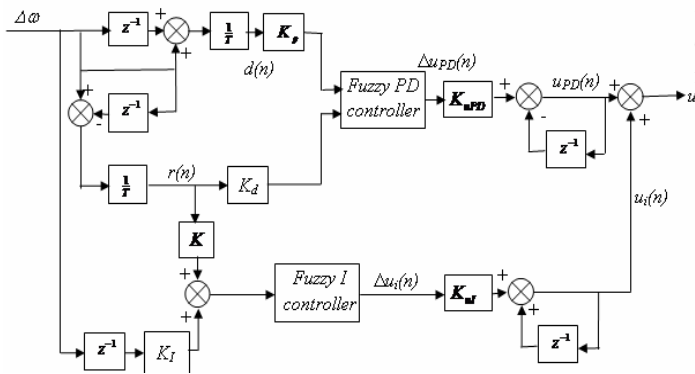 Δω
z⁻¹
+
+
1/T
K_p
d(n)
+
-
z⁻¹
Fuzzy PD
controller
Δu_PD(n)
K_uPD
+
-
u_PD(n)
z⁻¹
+
+
u
1/T
r(n)
K_d
K
+
+
z⁻¹
K_I
Fuzzy I
controller
Δu_i(n)
K_uI
+
+
z⁻¹
u_i(n)